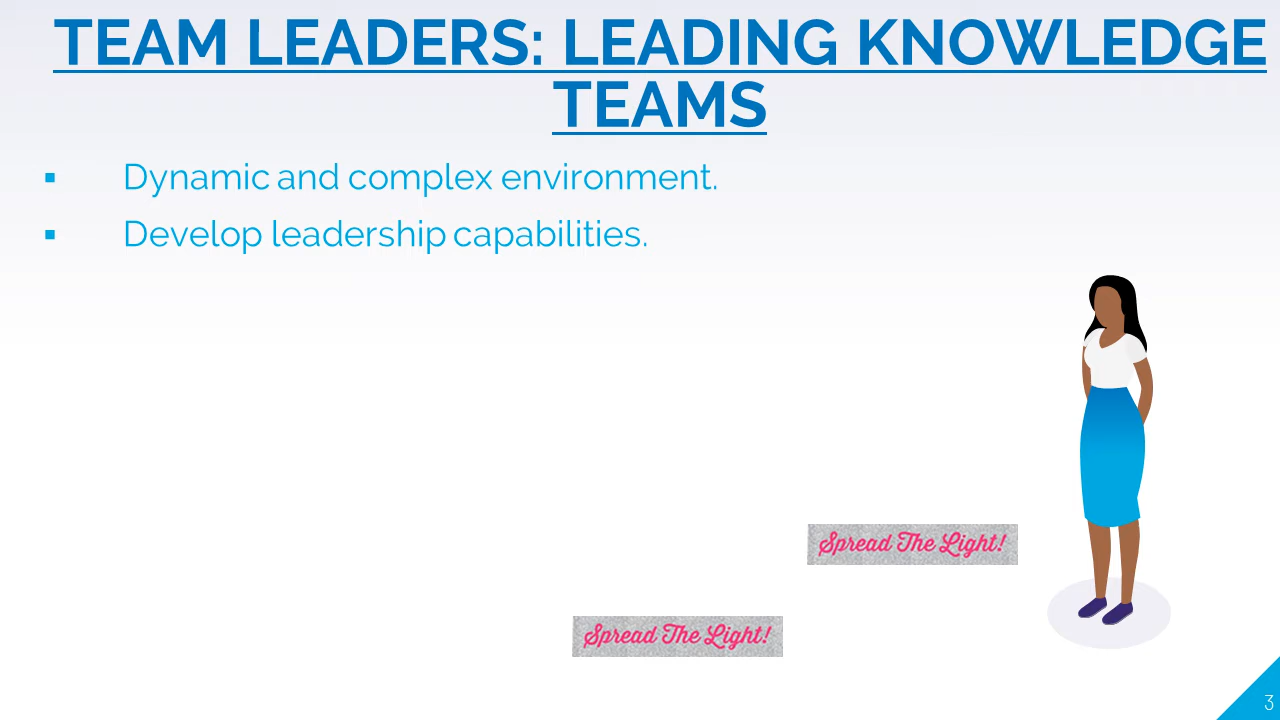 TEAM LEADERS: LEADING KNOWLEDGE
TEAMS
▪ Dynamic and complex environment.
▪ Develop leadership capabilities.
Spread The Light!
Spread The Light!
3